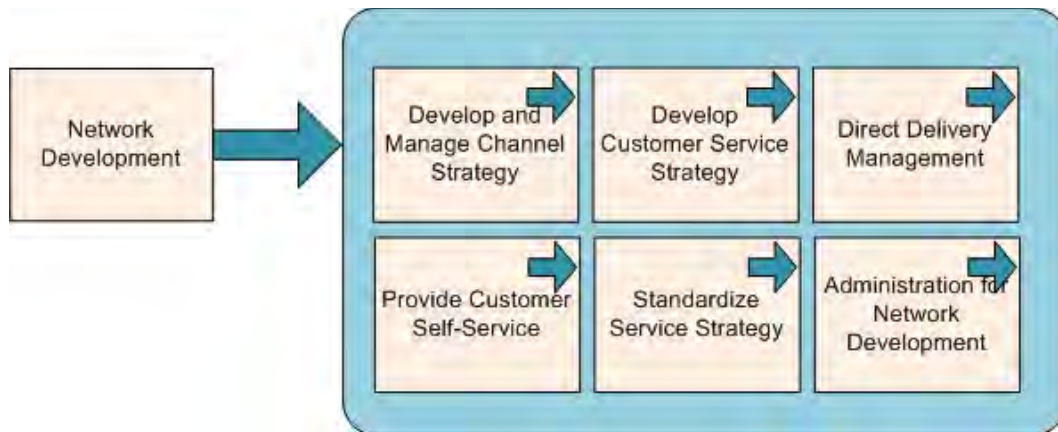 Network
Development
Develop and
Manage Channel
Strategy
Develop
Customer Service
Strategy
Direct Delivery
Management
Provide Customer
Self-Service
Standardize
Service Strategy
Administration for
Network
Development